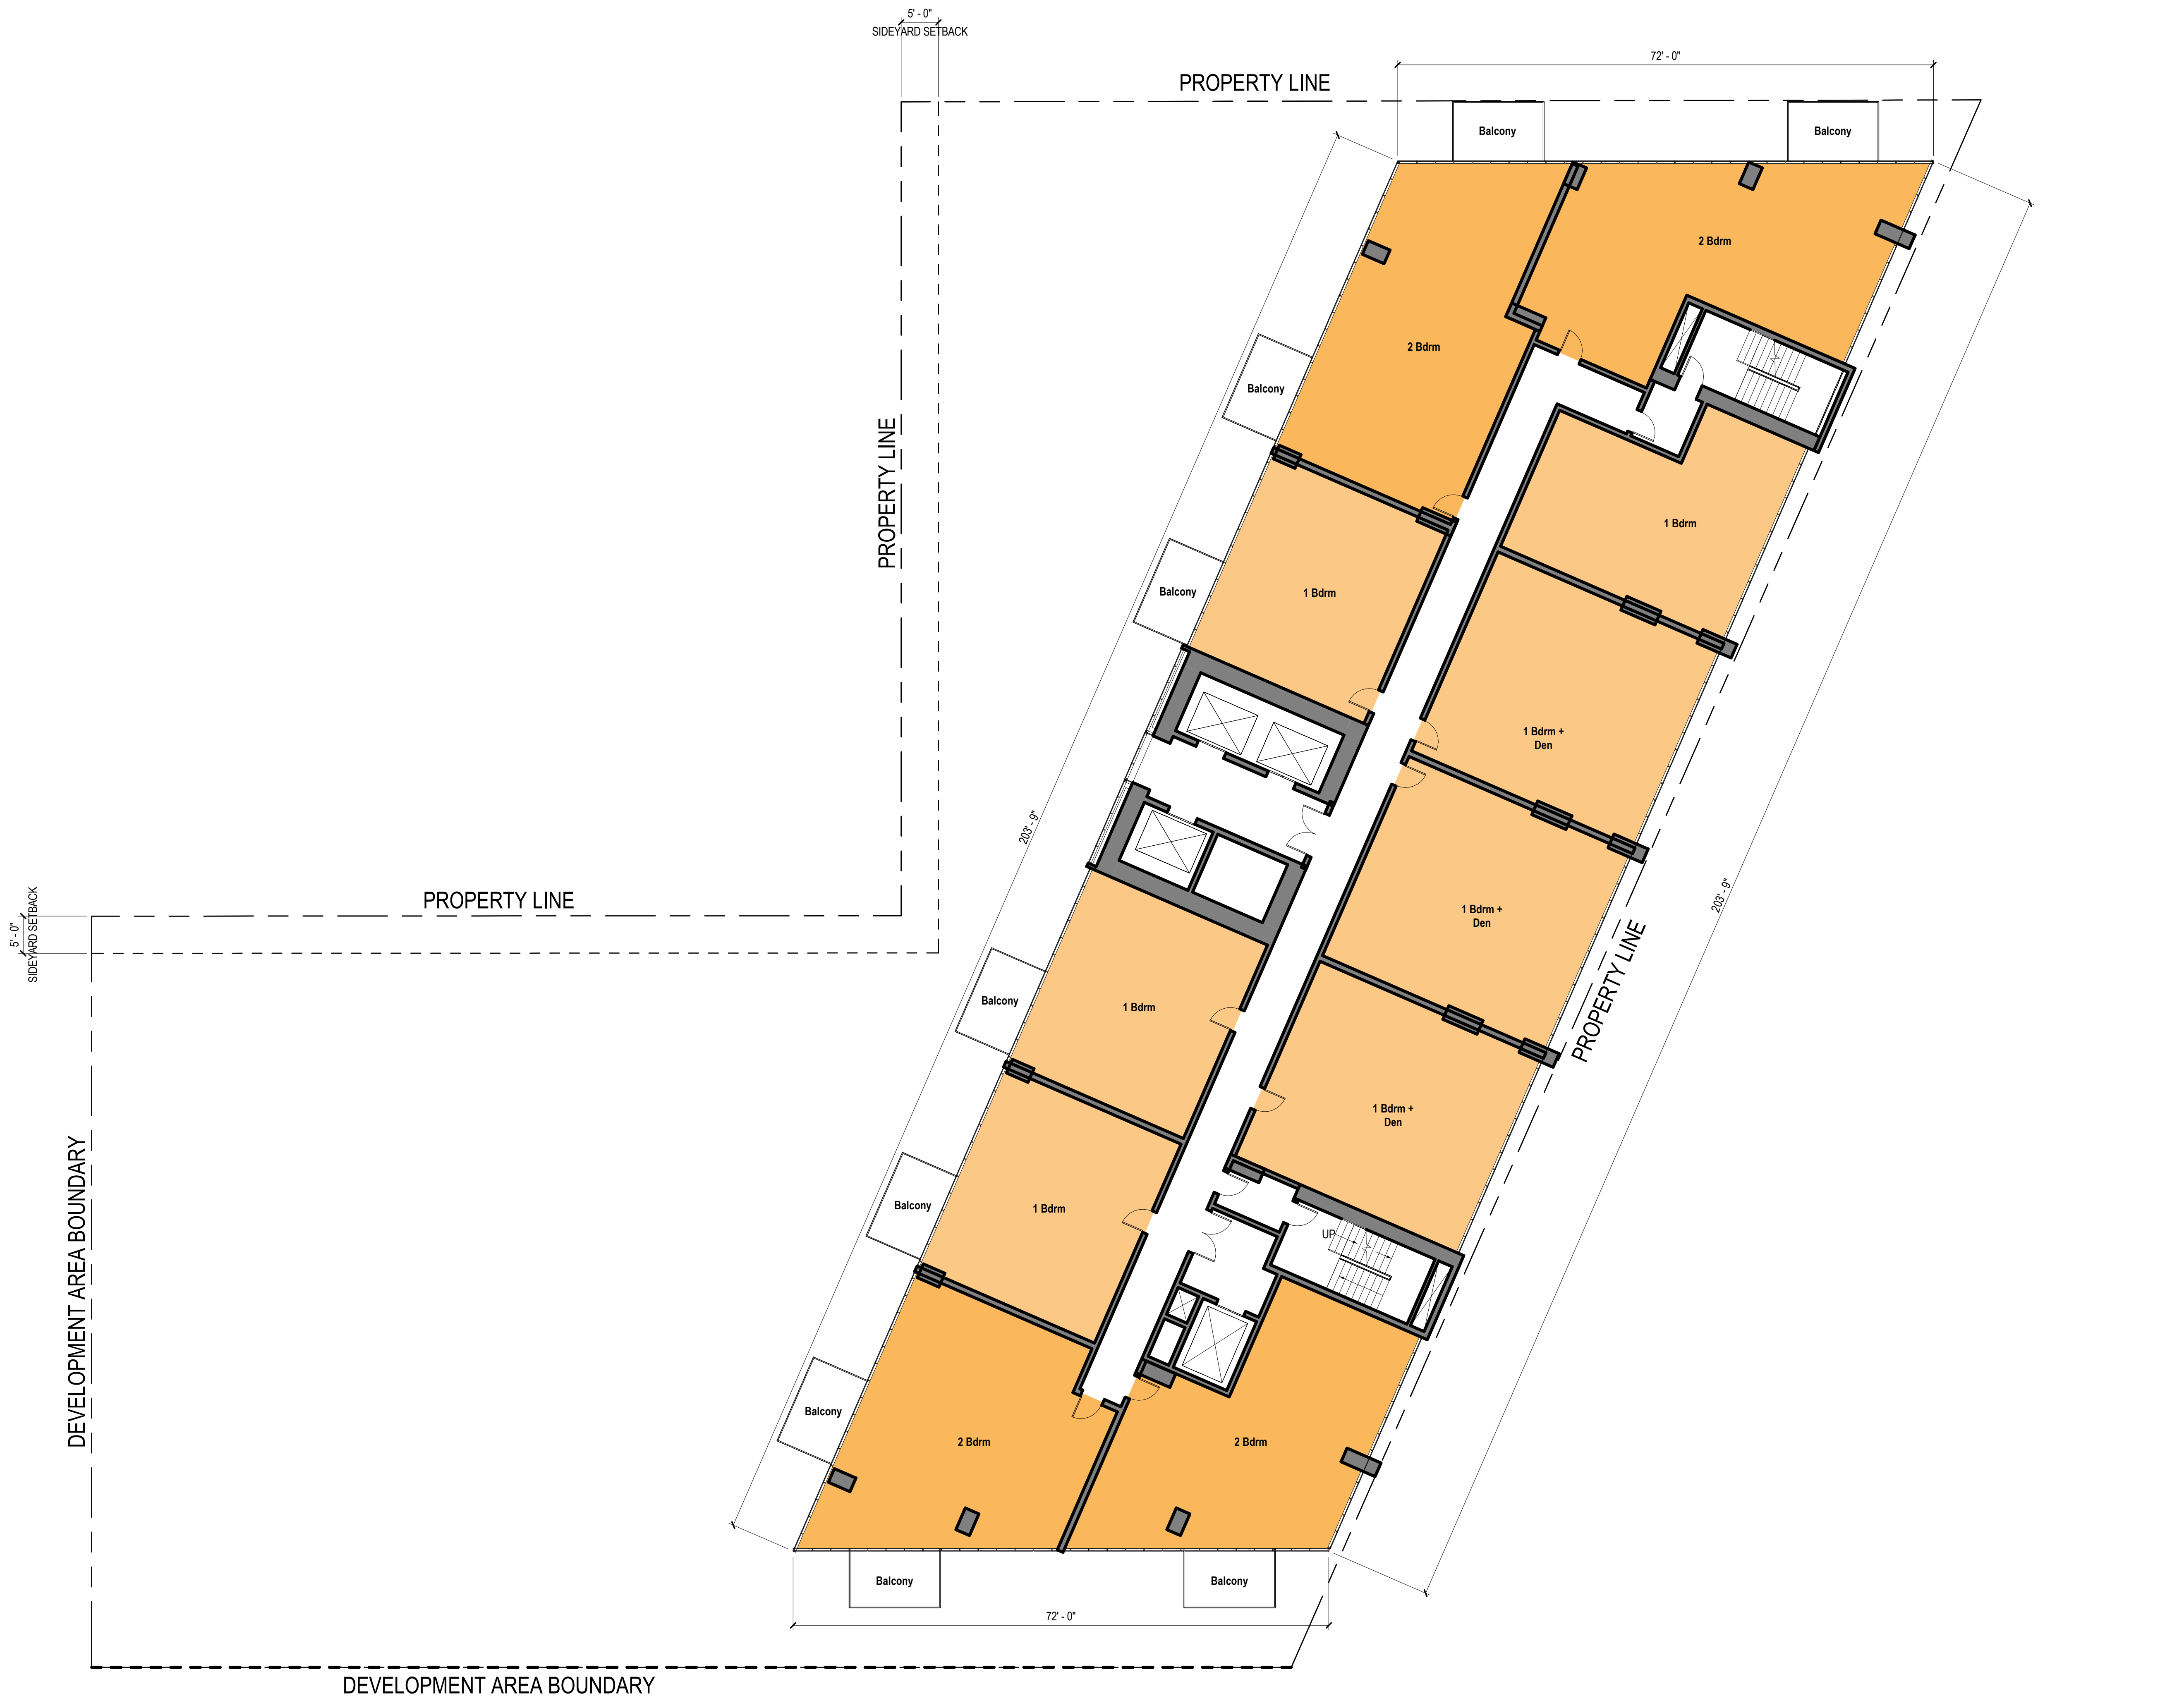 5' - 0"
SIDEYARD SETBACK
72' - 0"
PROPERTY LINE
Balcony
Balcony
2 Bdrm
2 Bdrm
Balcony
PROPERTY LINE
1 Bdrm
Balcony
1 Bdrm
1 Bdrm +
Den
203' - 9"
203' - 9"
PROPERTY LINE
5' - 0"
SIDEYARD SETBACK
1 Bdrm +
Den
Balcony
1 Bdrm
PROPERTY LINE
1 Bdrm +
Den
Balcony
1 Bdrm
UP
DEVELOPMENT AREA BOUNDARY
Balcony
2 Bdrm
2 Bdrm
Balcony
Balcony
72' - 0"
DEVELOPMENT AREA BOUNDARY